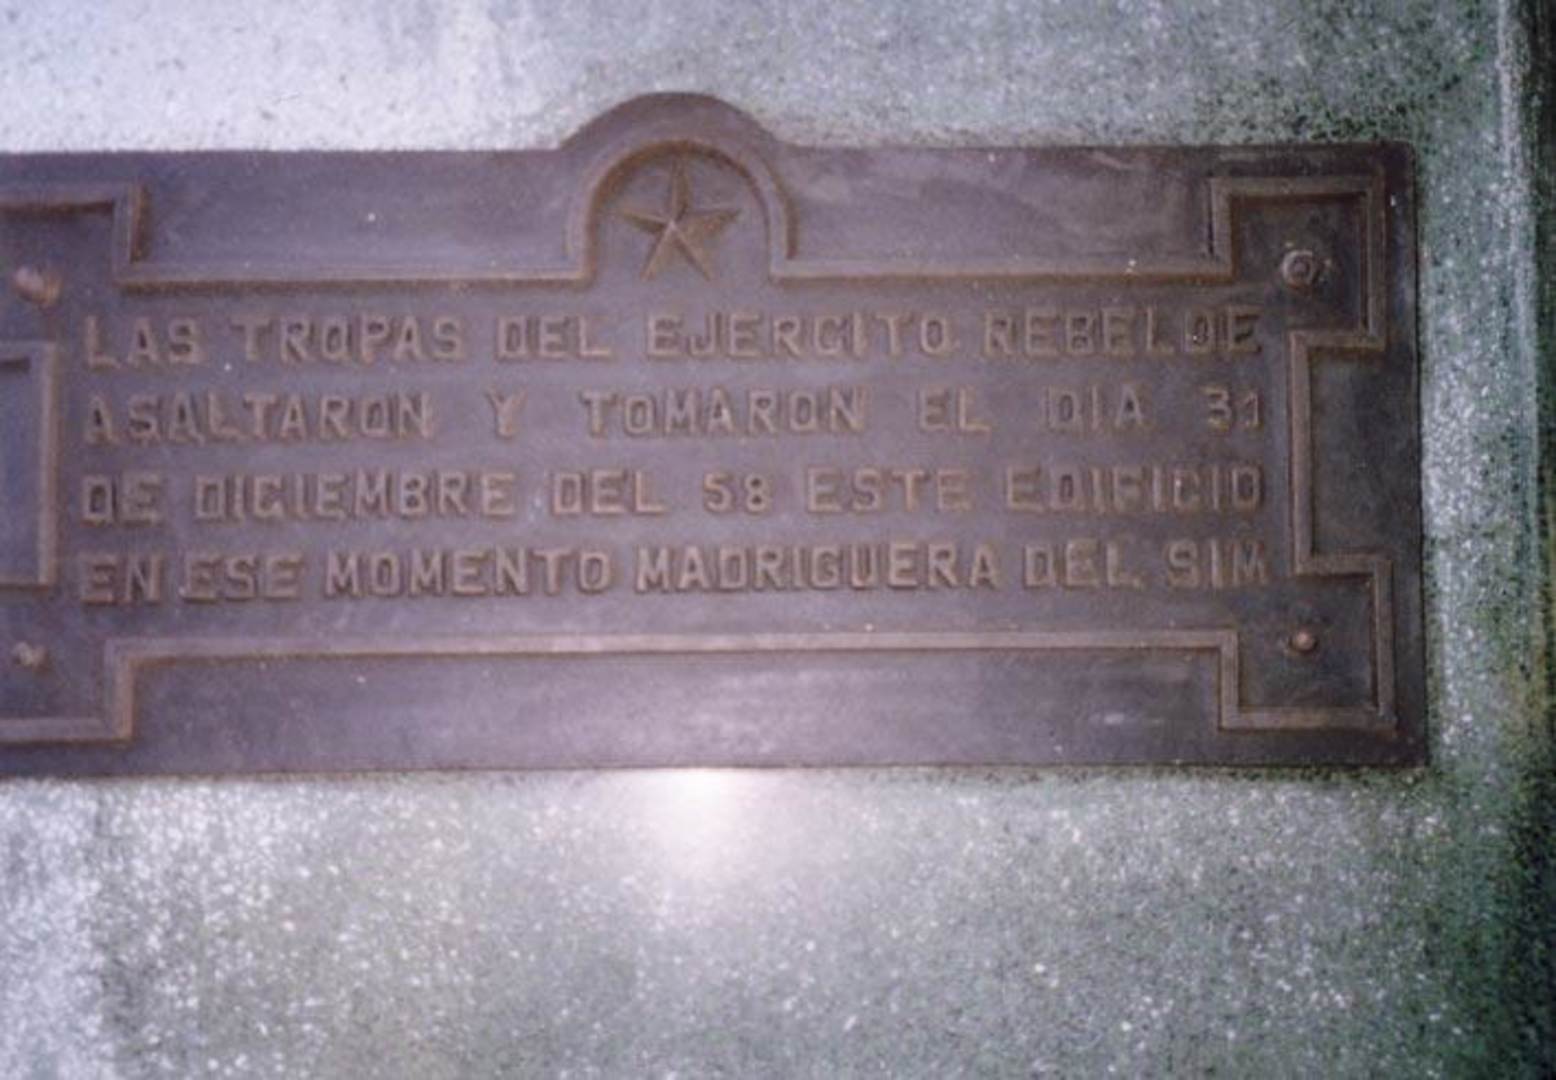 LAS TROPAS DEL EJERCITO REBELDE
ASALTARON Y TOMARON EL DIA 31
DE DICIEMBRE DEL 58 ESTE EDIFICIO
EN ESE MOMENTO MADRIGUERA DEL SIM